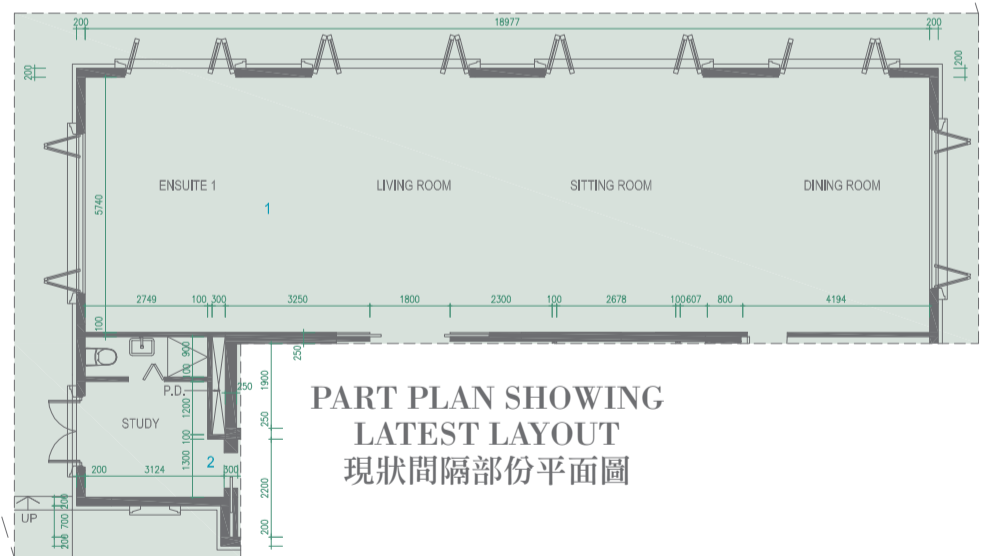 200 18977 200
200 200
ENSUITE 1 LIVING ROOM SITTING ROOM DINING ROOM
1
5740
2749 100 300 3250 1800 2300 100 2678 100 607 800 4194
100
900
250
100
P.D.
250
1900
1200
STUDY
250
100
2
1300
200 3124 300
2200
UP
200
700
200
200
PART PLAN SHOWING
LATEST LAYOUT
現狀間隔部份平面圖